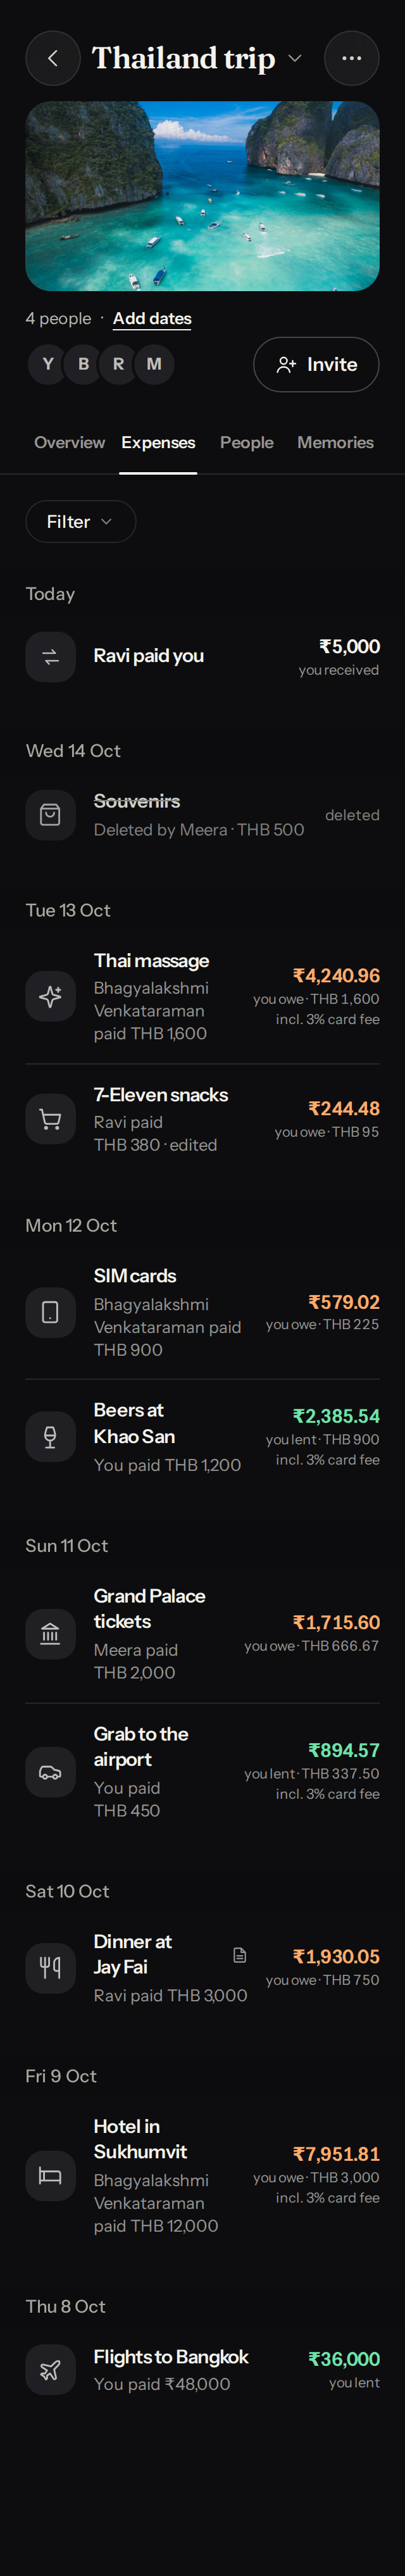 Thailand trip
4 people · Add dates
Y B R M
Invite
Overview Expenses People Memories
Filter
Today
Ravi paid you
₹5,000
you received
Wed 14 Oct
Souvenirs
Deleted by Meera · THB 500
deleted
Tue 13 Oct
Thai massage
Bhagyalakshmi
Venkataraman
paid THB 1,600
₹4,240.96
you owe · THB 1,600
incl. 3% card fee
7-Eleven snacks
Ravi paid
THB 380 · edited
₹244.48
you owe · THB 95
Mon 12 Oct
SIM cards
Bhagyalakshmi
Venkataraman paid
THB 900
₹579.02
you owe · THB 225
Beers at
Khao San
You paid THB 1,200
₹2,385.54
you lent · THB 900
incl. 3% card fee
Sun 11 Oct
Grand Palace
tickets
Meera paid
THB 2,000
₹1,715.60
you owe · THB 666.67
Grab to the
airport
You paid
THB 450
₹894.57
you lent · THB 337.50
incl. 3% card fee
Sat 10 Oct
Dinner at
Jay Fai
Ravi paid THB 3,000
₹1,930.05
you owe · THB 750
Fri 9 Oct
Hotel in
Sukhumvit
Bhagyalakshmi
Venkataraman
paid THB 12,000
₹7,951.81
you owe · THB 3,000
incl. 3% card fee
Thu 8 Oct
Flights to Bangkok
You paid ₹48,000
₹36,000
you lent